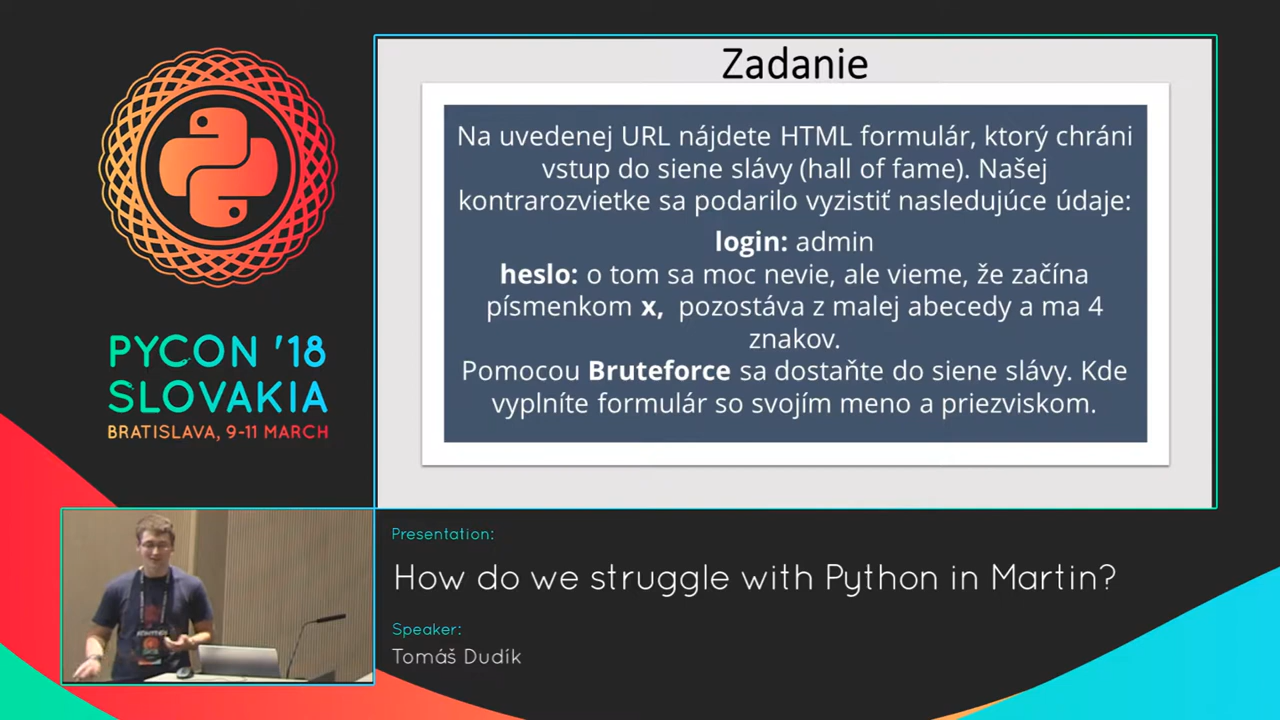 Zadanie
Na uvedenej URL nájdete HTML formulár, ktorý chráni
vstup do siene slávy (hall of fame). Našej
kontrarozvietke sa podarilo vyzistiť nasledujúce údaje:
login: admin
heslo: o tom sa moc nevie, ale vieme, že začína
písmenkom x, pozostáva z malej abecedy a ma 4
znakov.
Pomocou Bruteforce sa dostaňte do siene slávy. Kde
vyplníte formulár so svojím meno a priezviskom.
PYCON '18
SLOVAKIA
BRATISLAVA, 9-11 MARCH
Presentation:
How do we struggle with Python in Martin?
Speaker:
Tomáš Dudík